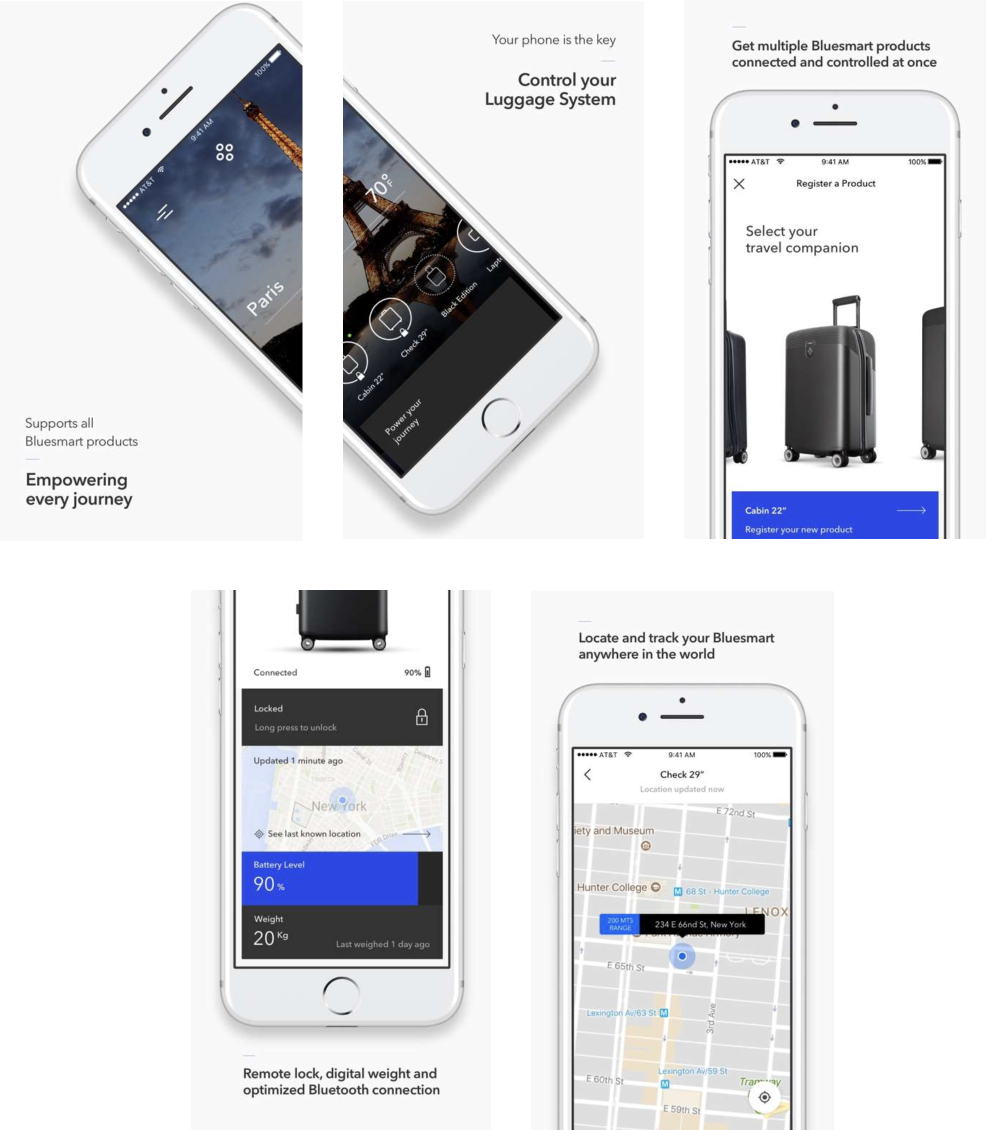 AT&T
9:41 AM
100%
Paris
Supports all
Bluesmart products
Empowering
every journey
Your phone is the key
Control your
Luggage System
70°F
Cabin 22"
Check 29"
Black Edition
Lapt
Power your
journey
Get multiple Bluesmart products
connected and controlled at once
AT&T 9:41 AM 100%
Register a Product
Select your
travel companion
Cabin 22"
Register your new product
Connected 90%
Locked
Long press to unlock
Updated 1 minute ago
New York
See last known location
Battery Level
90 %
Weight
20 Kg
Last weighed 1 day ago
Remote lock, digital weight and
optimized Bluetooth connection
Locate and track your Bluesmart
anywhere in the world
AT&T 9:41 AM 100%
Check 29"
Location updated now
E 72nd St
iety and Museum
Hunter College
M 68 St - Hunter College
LENOX
200 MTS
RANGE
234 E 66nd St, New York
E 65th St
Lexington Av/63 St M
3rd Ave
Lexington Av/59 St
M
E 60th St
Tramway
E 59th St